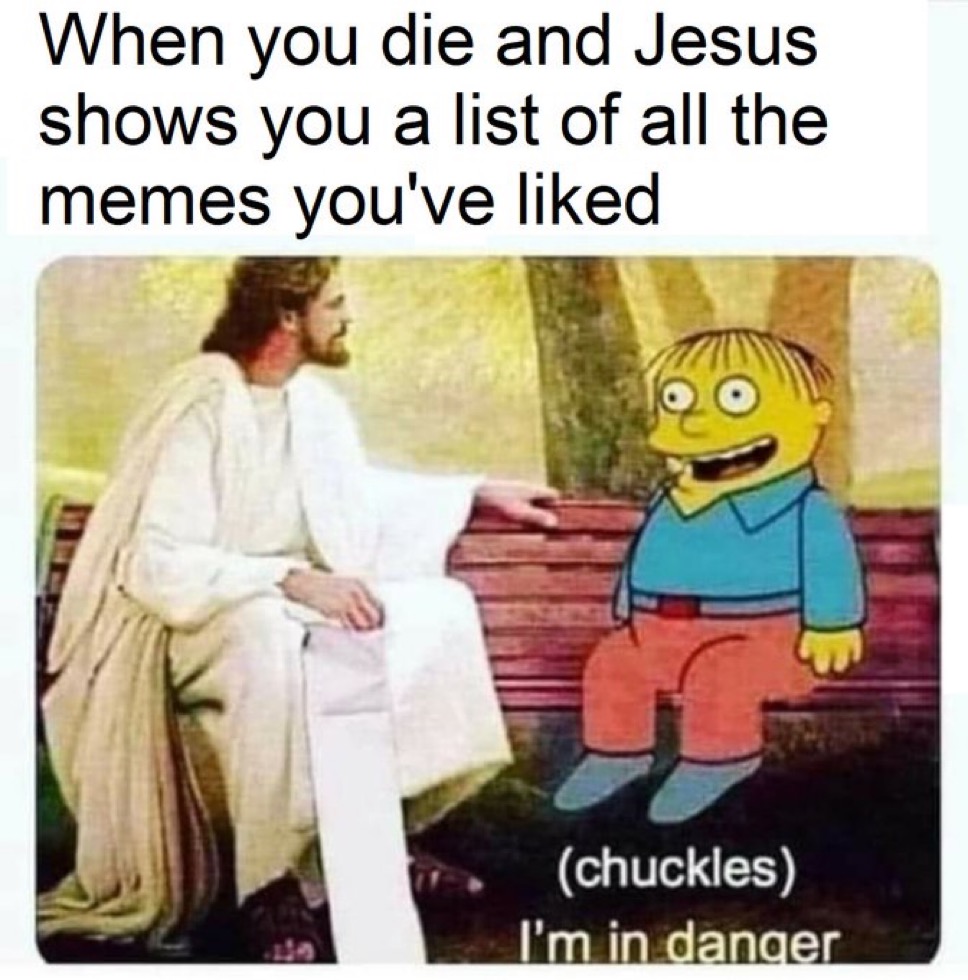 When you die and Jesus
shows you a list of all the
memes you've liked
(chuckles)
I'm in danger